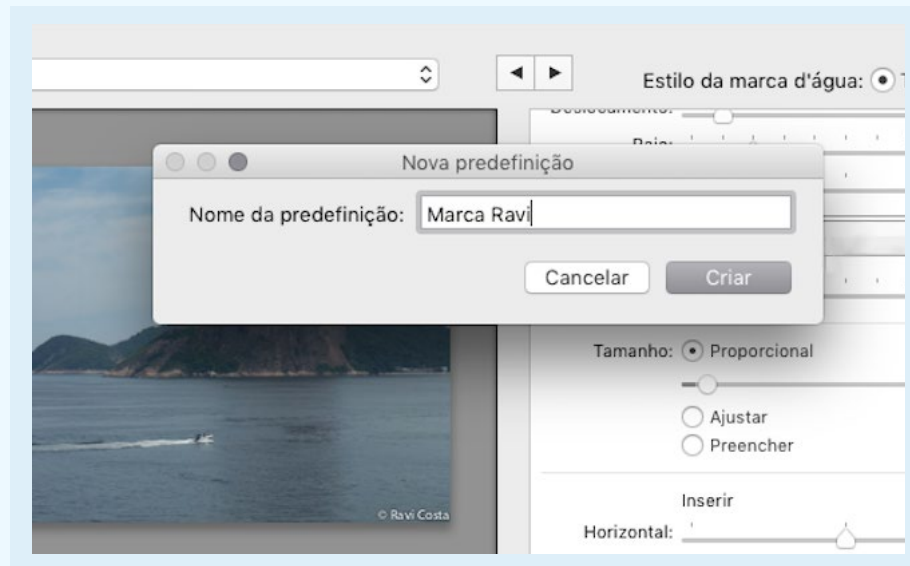 Estilo da marca d'água:
Nova predefinição
Nome da predefinição: Marca Ravi
Cancelar Criar
Tamanho: Proporcional
Ajustar
Preencher
© Ravi Costa
Inserir
Horizontal: